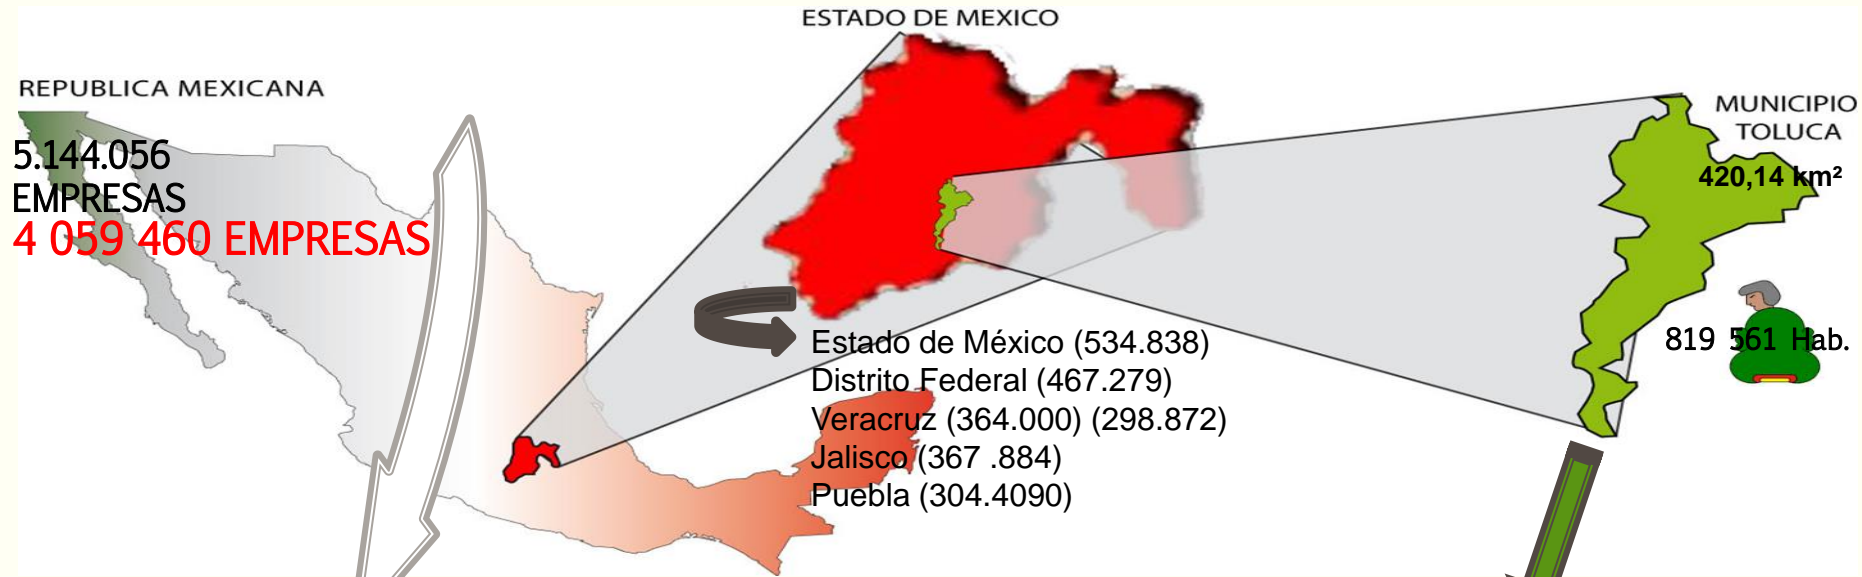 ESTADO DE MEXICO
REPUBLICA MEXICANA
MUNICIPIO
TOLUCA
5.144.056
EMPRESAS
4 059 460 EMPRESAS
420,14 km²
819 561 Hab.
Estado de México (534.838)
Distrito Federal (467.279)
Veracruz (364.000) (298.872)
Jalisco (367 .884)
Puebla (304.4090)